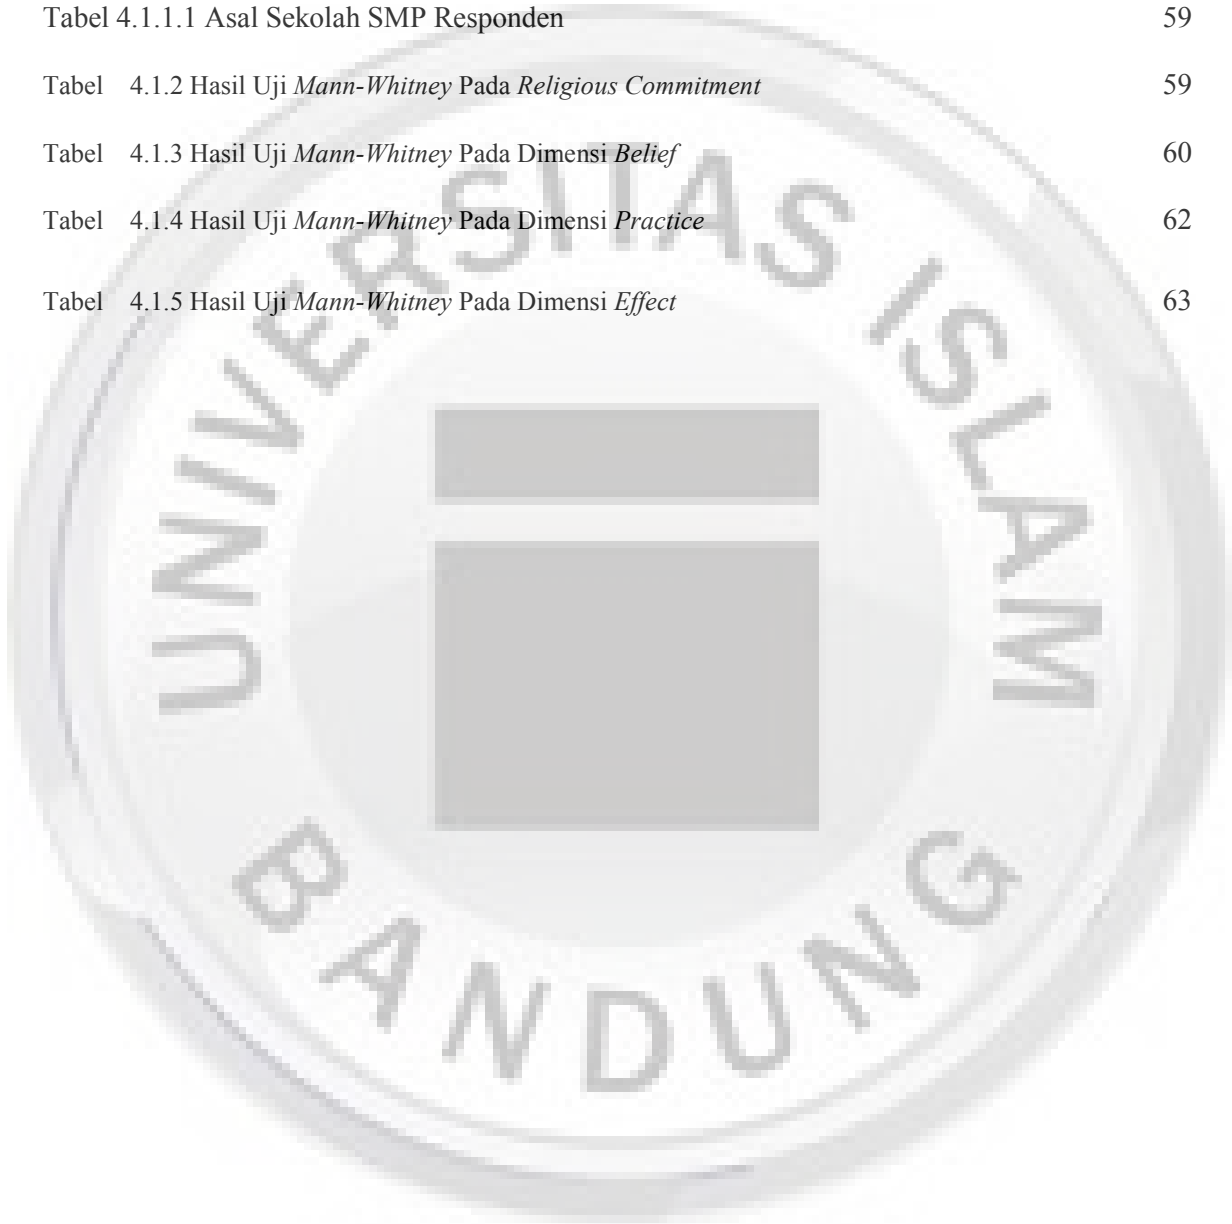 Tabel 4.1.1.1 Asal Sekolah SMP Responden 59
Tabel 4.1.2 Hasil Uji Mann-Whitney Pada Religious Commitment 59
Tabel 4.1.3 Hasil Uji Mann-Whitney Pada Dimensi Belief 60
Tabel 4.1.4 Hasil Uji Mann-Whitney Pada Dimensi Practice 62
Tabel 4.1.5 Hasil Uji Mann-Whitney Pada Dimensi Effect 63
UNIVERSITAS ISLAM
BANDUNG